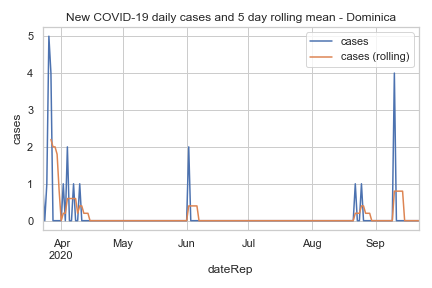 New COVID-19 daily cases and 5 day rolling mean - Dominica
cases
cases (rolling)
5
4
3
2
1
0
cases
Apr
2020
May
Jun
Jul
Aug
Sep
dateRep